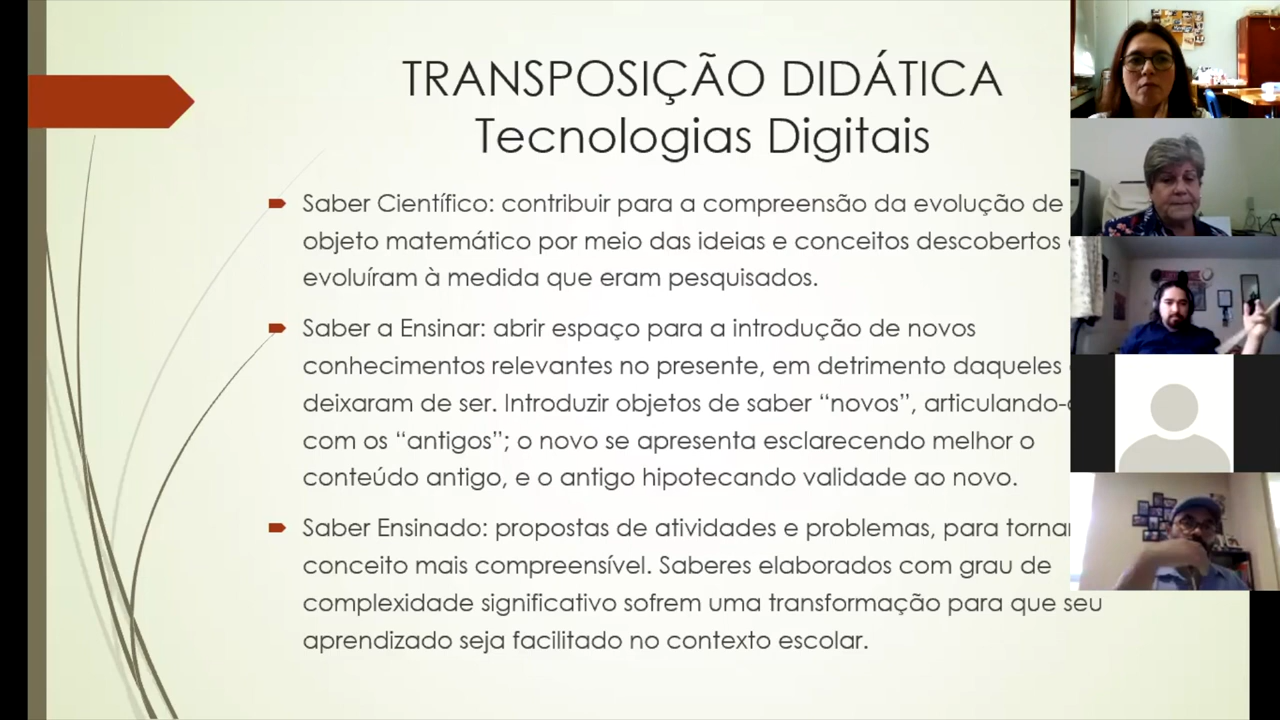 TRANSPOSIÇÃO DIDÁTICA
Tecnologias Digitais
Saber Científico: contribuir para a compreensão da evolução de
objeto matemático por meio das ideias e conceitos descobertos
evoluíram à medida que eram pesquisados.
Saber a Ensinar: abrir espaço para a introdução de novos
conhecimentos relevantes no presente, em detrimento daqueles
deixaram de ser. Introduzir objetos de saber “novos”, articulando-
com os “antigos”; o novo se apresenta esclarecendo melhor o
conteúdo antigo, e o antigo hipotecando validade ao novo.
Saber Ensinado: propostas de atividades e problemas, para tornar
conceito mais compreensível. Saberes elaborados com grau de
complexidade significativo sofrem uma transformação para que seu
aprendizado seja facilitado no contexto escolar.